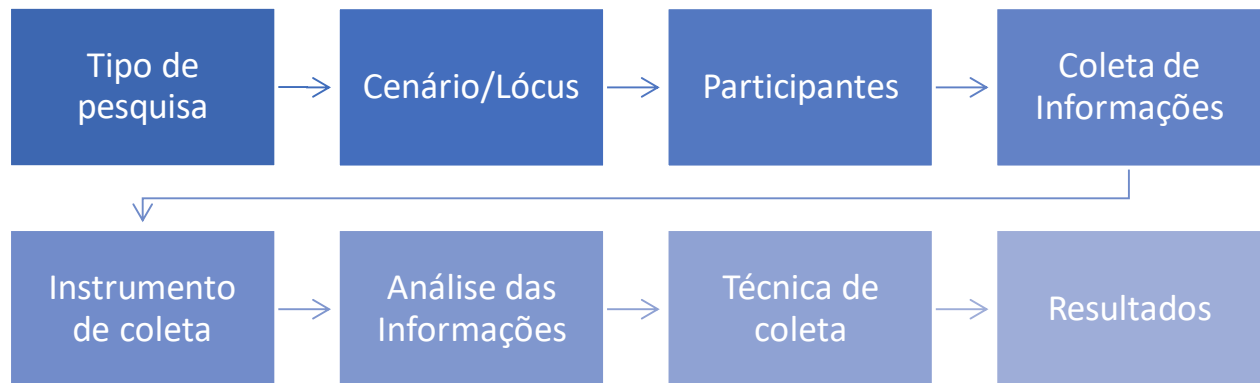 Tipo de
pesquisa
Cenário/Lócus
Participantes
Coleta de
Informações
Instrumento
de coleta
Análise das
Informações
Técnica de
coleta
Resultados